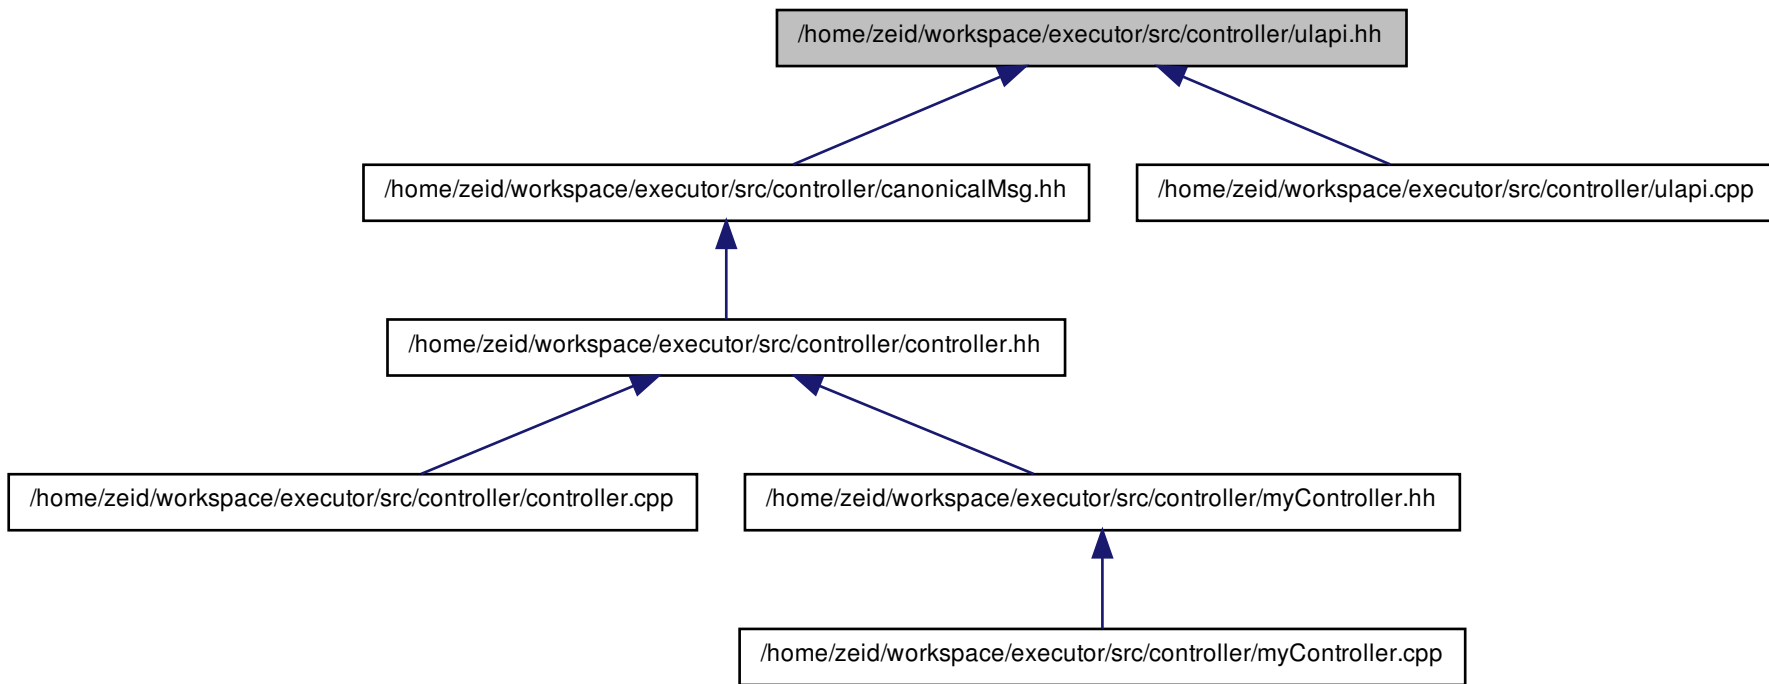 /home/zeid/workspace/executor/src/controller/ulapi.hh
/home/zeid/workspace/executor/src/controller/canonicalMsg.hh
/home/zeid/workspace/executor/src/controller/ulapi.cpp
/home/zeid/workspace/executor/src/controller/controller.hh
/home/zeid/workspace/executor/src/controller/controller.cpp
/home/zeid/workspace/executor/src/controller/myController.hh
/home/zeid/workspace/executor/src/controller/myController.cpp